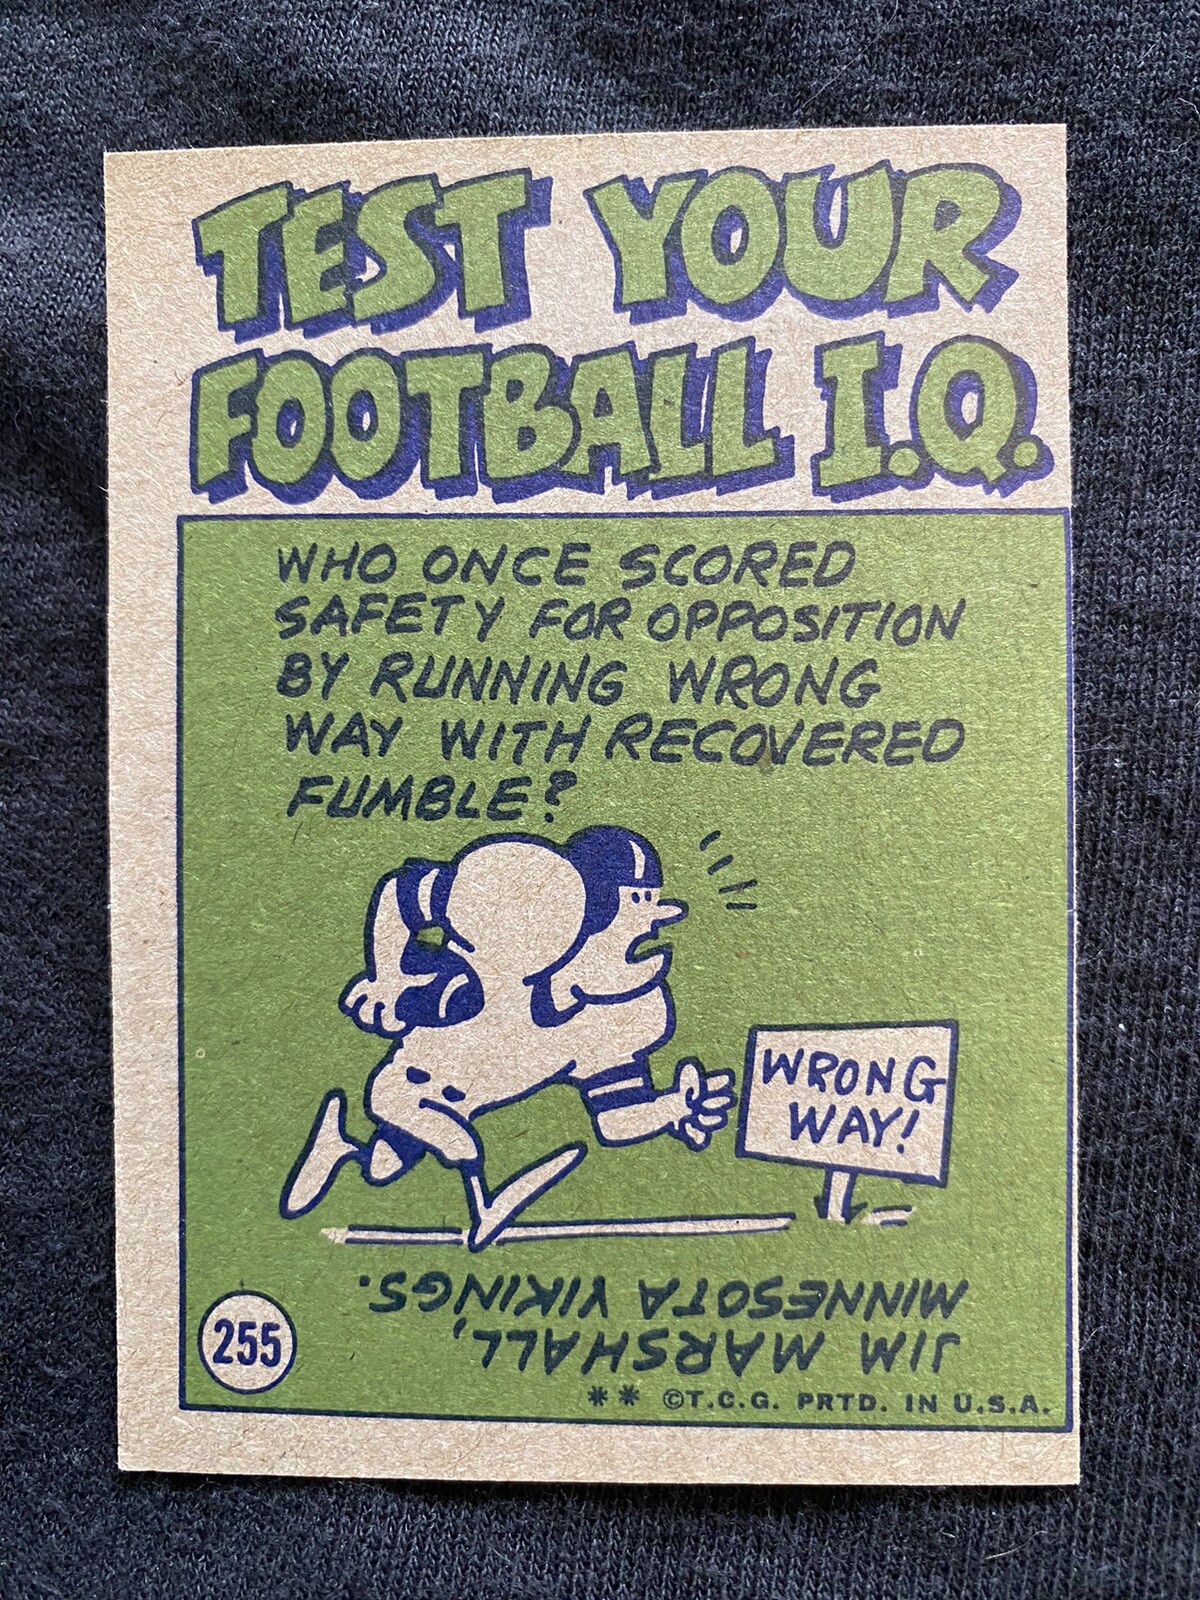 TEST YOUR
FOOTBALL I.Q.
WHO ONCE SCORED
SAFETY FOR OPPOSITION
BY RUNNING WRONG
WAY WITH RECOVERED
FUMBLE?
WRONG
WAY!
JIM MARSHALL,
MINNESOTA VIKINGS.
255
** ©T.C.G. PRTD. IN U.S.A.